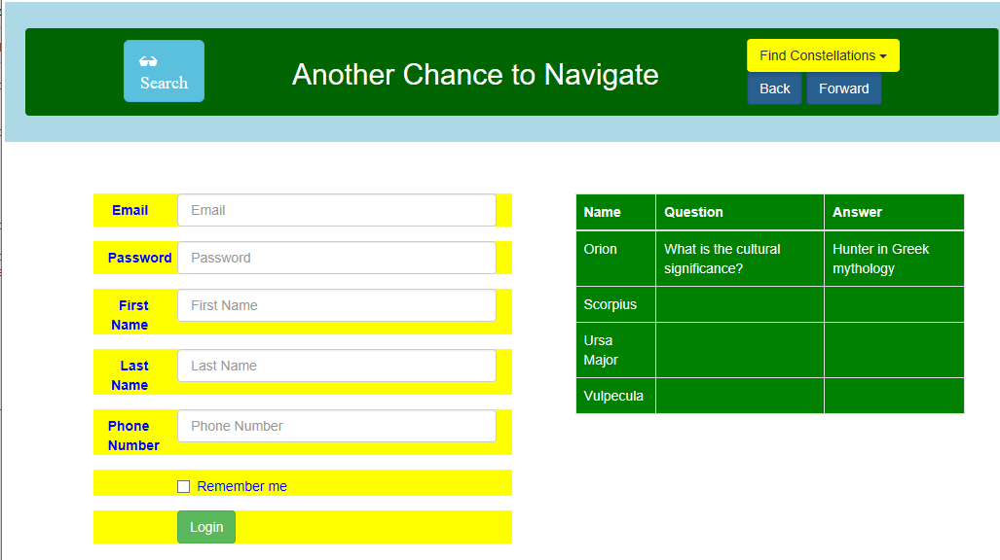 Search
Another Chance to Navigate
Find Constellations
Back Forward
Email Email
Password Password
First Name First Name
Last Name Last Name
Phone Number Phone Number
Remember me
Login
Name Question Answer
Orion What is the cultural significance? Hunter in Greek mythology
Scorpius
Ursa Major
Vulpecula